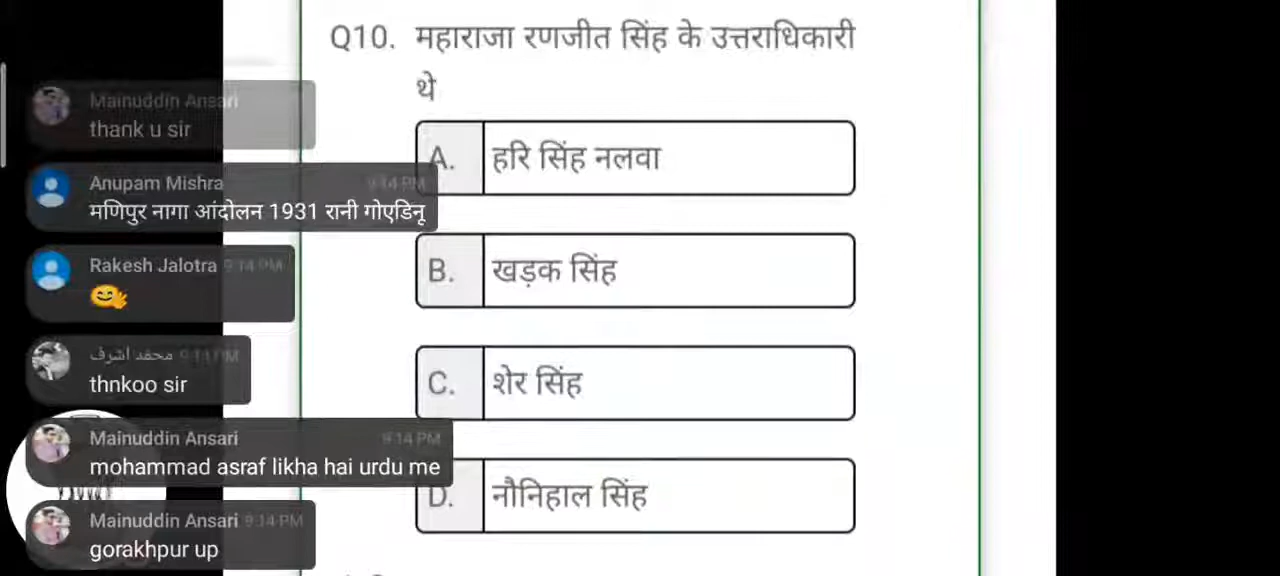 Q10. महाराजा रणजीत सिंह के उत्तराधिकारी
थे
A. हरि सिंह नलवा
B. खड़क सिंह
C. शेर सिंह
D. नौनिहाल सिंह
Mainuddin Ansari
thank u sir
Anupam Mishra 9:14 PM
मणिपुर नागा आंदोलन 1931 रानी गोएडिनू
Rakesh Jalotra 9:14 PM
محمد اشرف
thnkoo sir
Mainuddin Ansari 9:14 PM
mohammad asraf likha hai urdu me
Mainuddin Ansari 9:14 PM
gorakhpur up